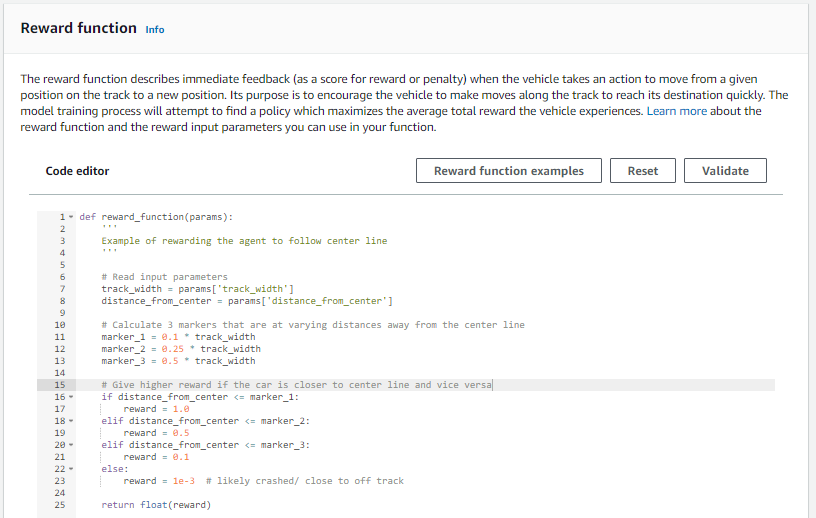 Reward function Info
The reward function describes immediate feedback (as a score for reward or penalty) when the vehicle takes an action to move from a given
position on the track to a new position. Its purpose is to encourage the vehicle to make moves along the track to reach its destination quickly. The
model training process will attempt to find a policy which maximizes the average total reward the vehicle experiences. Learn more about the
reward function and the reward input parameters you can use in your function.
Code editor Reward function examples Reset Validate
1 def reward_function(params):
2     '''
3     Example of rewarding the agent to follow center line
4     '''
5
6     # Read input parameters
7     track_width = params['track_width']
8     distance_from_center = params['distance_from_center']
9
10     # Calculate 3 markers that are at varying distances away from the center line
11     marker_1 = 0.1 * track_width
12     marker_2 = 0.25 * track_width
13     marker_3 = 0.5 * track_width
14
15     # Give higher reward if the car is closer to center line and vice versa
16     if distance_from_center <= marker_1:
17         reward = 1.0
18     elif distance_from_center <= marker_2:
19         reward = 0.5
20     elif distance_from_center <= marker_3:
21         reward = 0.1
22     else:
23         reward = 1e-3  # likely crashed/ close to off track
24
25     return float(reward)